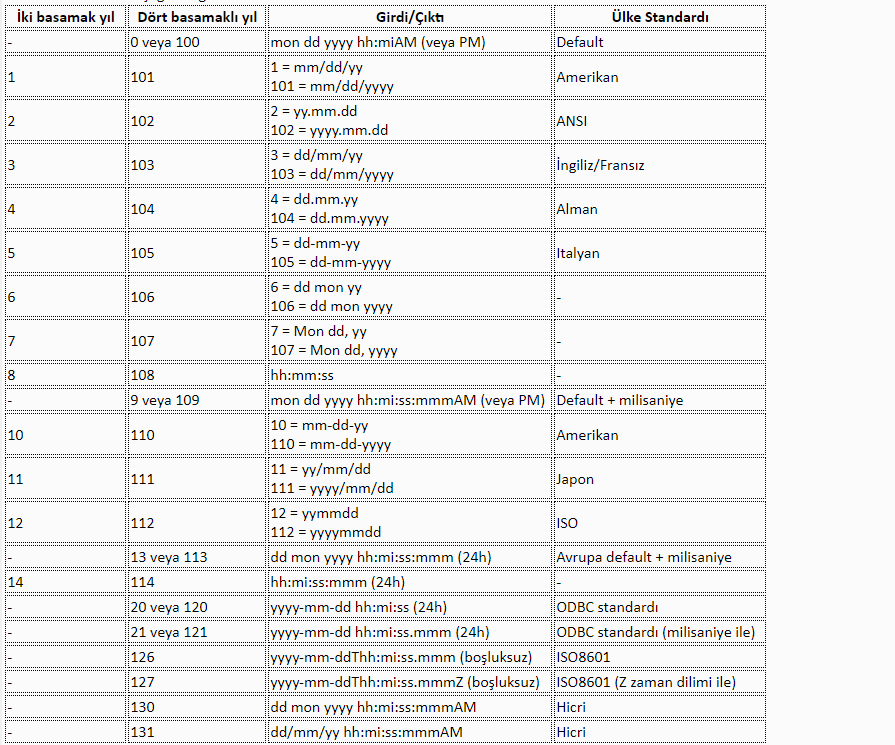 İki basamak yıl Dört basamaklı yıl Girdi/Çıktı Ülke Standardı
- 0 veya 100 mon dd yyyy hh:miAM (veya PM) Default
1 101 1 = mm/dd/yy
101 = mm/dd/yyyy Amerikan
2 102 2 = yy.mm.dd
102 = yyyy.mm.dd ANSI
3 103 3 = dd/mm/yy
103 = dd/mm/yyyy İngiliz/Fransız
4 104 4 = dd.mm.yy
104 = dd.mm.yyyy Alman
5 105 5 = dd-mm-yy
105 = dd-mm-yyyy Italyan
6 106 6 = dd mon yy
106 = dd mon yyyy -
7 107 7 = Mon dd, yy
107 = Mon dd, yyyy -
8 108 hh:mm:ss -
- 9 veya 109 mon dd yyyy hh:mi:ss:mmmAM (veya PM) Default + milisaniye
10 110 10 = mm-dd-yy
110 = mm-dd-yyyy Amerikan
11 111 11 = yy/mm/dd
111 = yyyy/mm/dd Japon
12 112 12 = yymmdd
112 = yyyymmdd ISO
- 13 veya 113 dd mon yyyy hh:mi:ss:mmm (24h) Avrupa default + milisaniye
14 114 hh:mi:ss:mmm (24h) -
- 20 veya 120 yyyy-mm-dd hh:mi:ss (24h) ODBC standardı
- 21 veya 121 yyyy-mm-dd hh:mi:ss.mmm (24h) ODBC standardı (milisaniye ile)
- 126 yyyy-mm-ddThh:mi:ss.mmm (boşluksuz) ISO8601
- 127 yyyy-mm-ddThh:mi:ss.mmmZ (boşluksuz) ISO8601 (Z zaman dilimi ile)
- 130 dd mon yyyy hh:mi:ss:mmmAM Hicri
- 131 dd/mm/yy hh:mi:ss:mmmAM Hicri